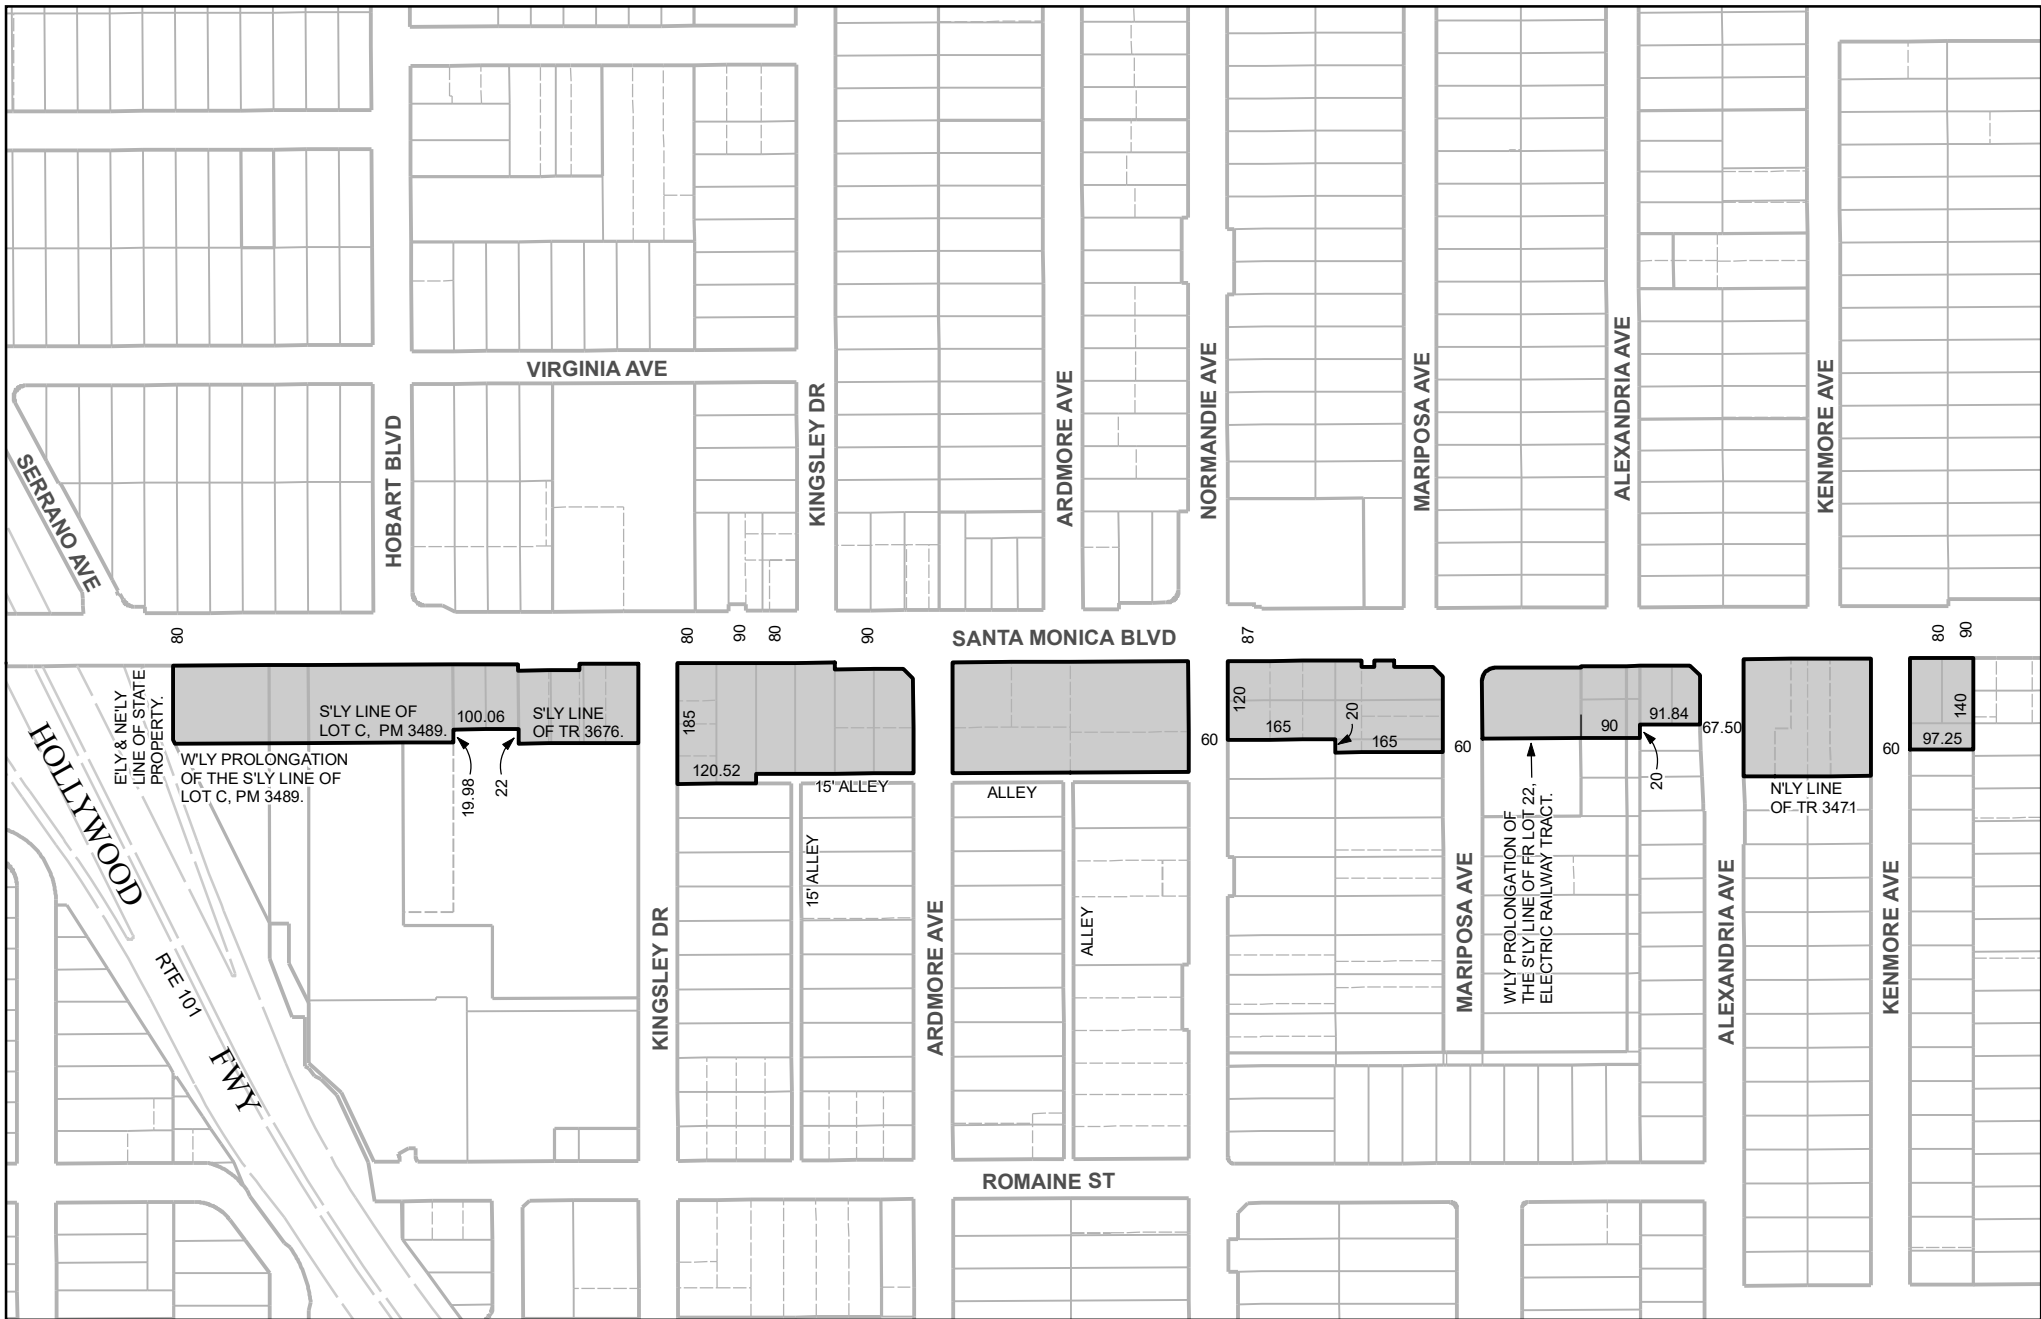 VIRGINIA AVE
SERRANO AVE
HOBART BLVD
KINGSLEY DR
ARDMORE AVE
NORMANDIE AVE
MARIPOSA AVE
ALEXANDRIA AVE
KENMORE AVE
80
80
90
80
90
SANTA MONICA BLVD
87
80
90
E'LY & NE'LY
LINE OF STATE
PROPERTY.
S'LY LINE OF
LOT C, PM 3489.
100.06
S'LY LINE
OF TR 3676.
W'LY PROLONGATION
OF THE S'LY LINE OF
LOT C, PM 3489.
19.98
22
185
120.52
15' ALLEY
15' ALLEY
ALLEY
ALLEY
60
120
165
20
165
60
90
91.84
20
67.50
W'LY PROLONGATION OF
THE S'LY LINE OF FR LOT 22,
ELECTRIC RAILWAY TRACT.
N'LY LINE
OF TR 3471
60
140
97.25
HOLLYWOOD
RTE 101
FWY
KINGSLEY DR
ARDMORE AVE
MARIPOSA AVE
ALEXANDRIA AVE
KENMORE AVE
ROMAINE ST